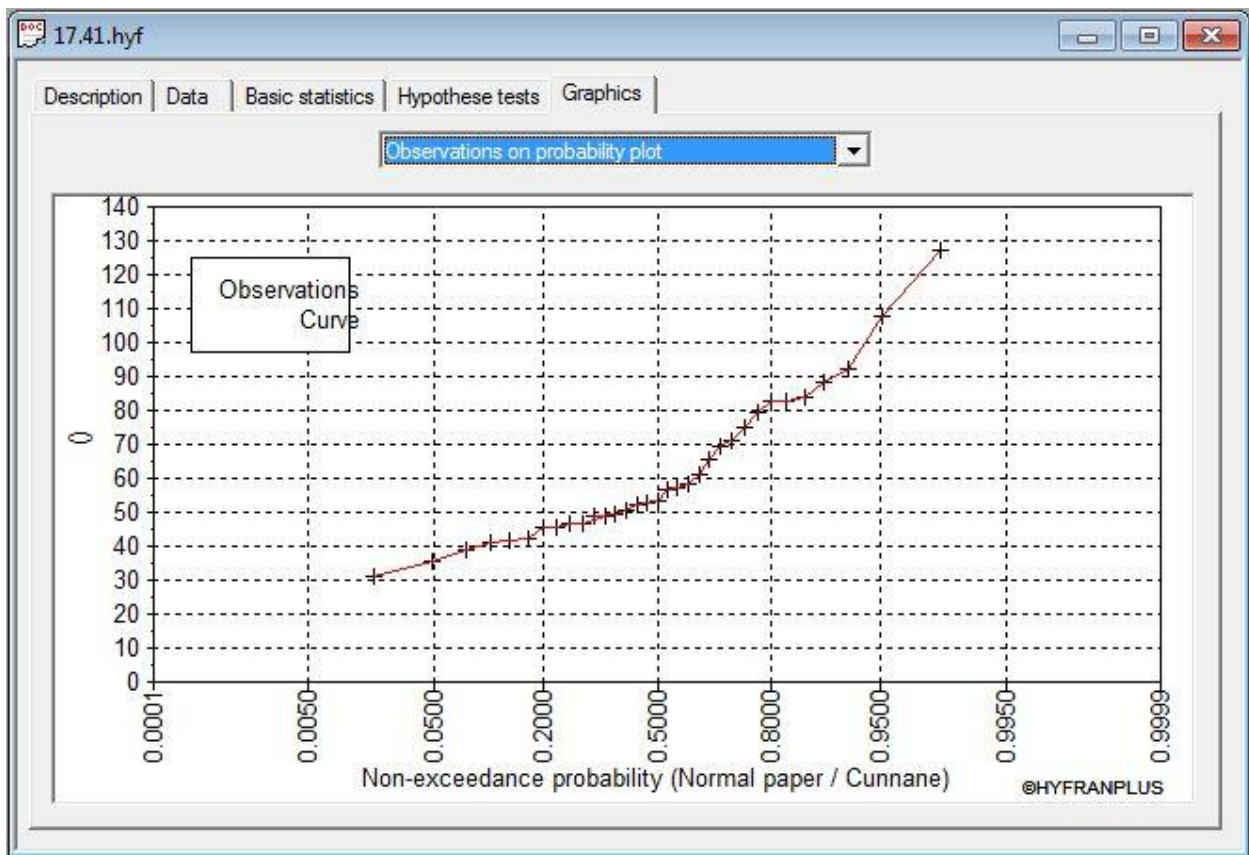 DOC
17.41.hyf
Description Data Basic statistics Hypothese tests Graphics
Observations on probability plot
140
130
120
110
100
90
80
70
60
50
40
30
20
10
0
()
Observations
Curve
0.0001 0.0050 0.0500 0.2000 0.5000 0.8000 0.9500 0.9950 0.9999
Non-exceedance probability (Normal paper / Cunnane)
©HYFRANPLUS